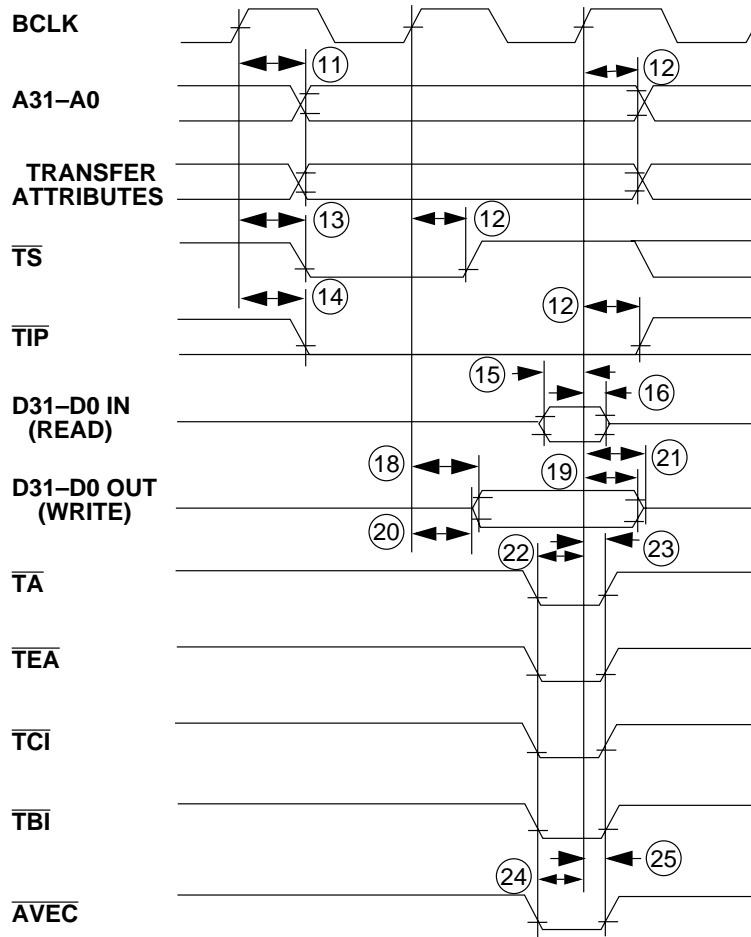 BCLK
11
12
A31–A0
TRANSFER
ATTRIBUTES
13
12
TS
14
12
TIP
15
16
D31–D0 IN
(READ)
18
21
19
D31–D0 OUT
(WRITE)
20
22
23
TA
TEA
TCI
TBI
25
24
AVEC